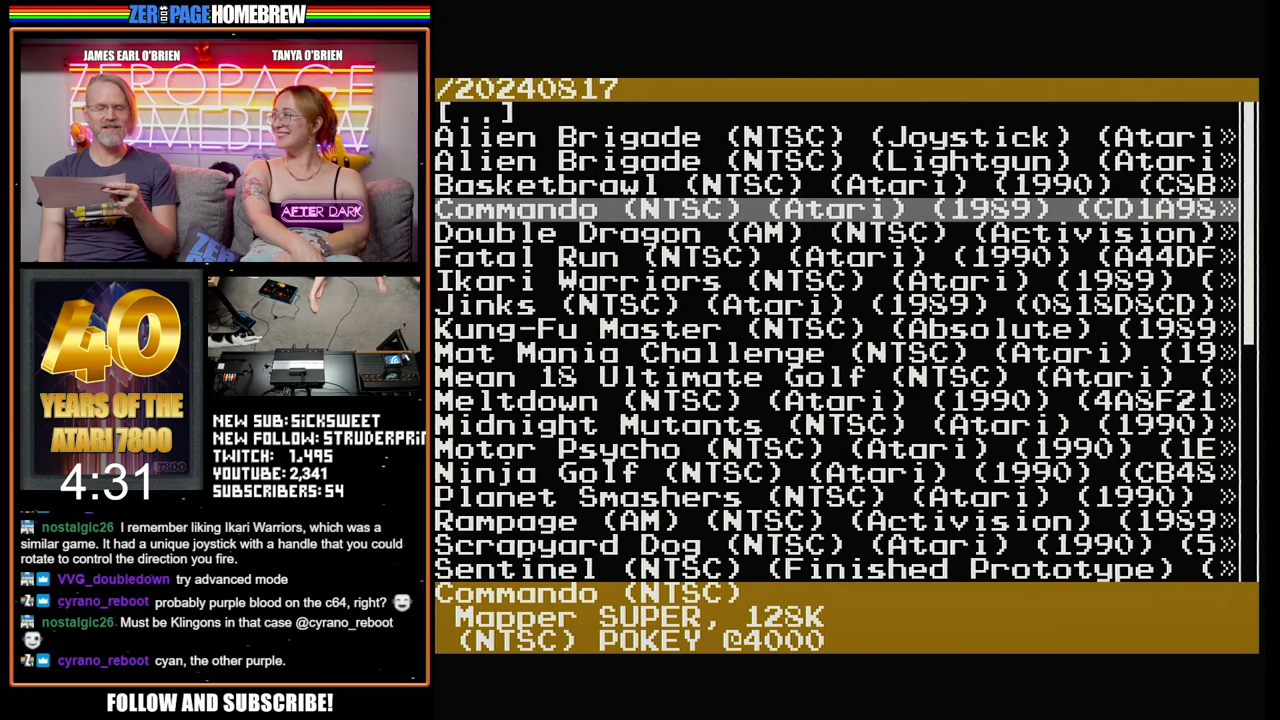 ZEROPAGE HOMEBREW
JAMES EARL O'BRIEN
TANYA O'BRIEN
ZEROPAGE
HOMEBREW
AFTER DARK
40
YEARS OF THE
ATARI 7800
4:31
NEW SUB: SICKSWEET
NEW FOLLOW: STRUDERPRIN
TWITCH: 1,495
YOUTUBE: 2,341
SUBSCRIBERS: 54
nostalgic26 I remember liking Ikari Warriors, which was a
similar game. It had a unique joystick with a handle that you could
rotate to control the direction you fire.
VVG_doubledown try advanced mode
cyrano_reboot probably purple blood on the c64, right?
nostalgic26 Must be Klingons in that case @cyrano_reboot
cyrano_reboot cyan, the other purple.
FOLLOW AND SUBSCRIBE!
/20240817
[..]
Alien Brigade (NTSC) (Joystick) (Atari»
Alien Brigade (NTSC) (Lightgun) (Atari»
Basketbrawl (NTSC) (Atari) (1990) (C8B»
Commando (NTSC) (Atari) (1989) (CD1A98»
Double Dragon (AM) (NTSC) (Activision)»
Fatal Run (NTSC) (Atari) (1990) (A44DF»
Ikari Warriors (NTSC) (Atari) (1989) (»
Jinks (NTSC) (Atari) (1989) (0818D8CD)»
Kung-Fu Master (NTSC) (Absolute) (1989»
Mat Mania Challenge (NTSC) (Atari) (19»
Mean 18 Ultimate Golf (NTSC) (Atari) (»
Meltdown (NTSC) (Atari) (1990) (4A8F21»
Midnight Mutants (NTSC) (Atari) (1990)»
Motor Psycho (NTSC) (Atari) (1990) (1E»
Ninja Golf (NTSC) (Atari) (1990) (CB48»
Planet Smashers (NTSC) (Atari) (1990) »
Rampage (AM) (NTSC) (Activision) (1989»
Scrapyard Dog (NTSC) (Atari) (1990) (5»
Sentinel (NTSC) (Finished Prototype) (»
Commando (NTSC)
Mapper SUPER, 128K
(NTSC) POKEY @4000